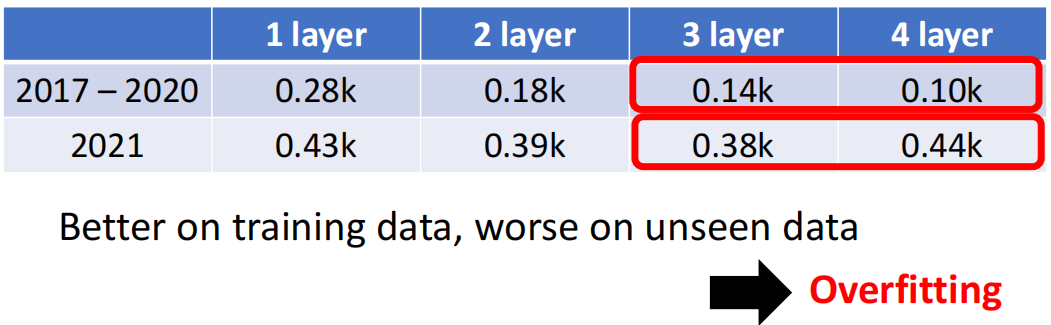 1 layer 2 layer 3 layer 4 layer
2017 – 2020 0.28k 0.18k 0.14k 0.10k
2021 0.43k 0.39k 0.38k 0.44k
Better on training data, worse on unseen data
Overfitting